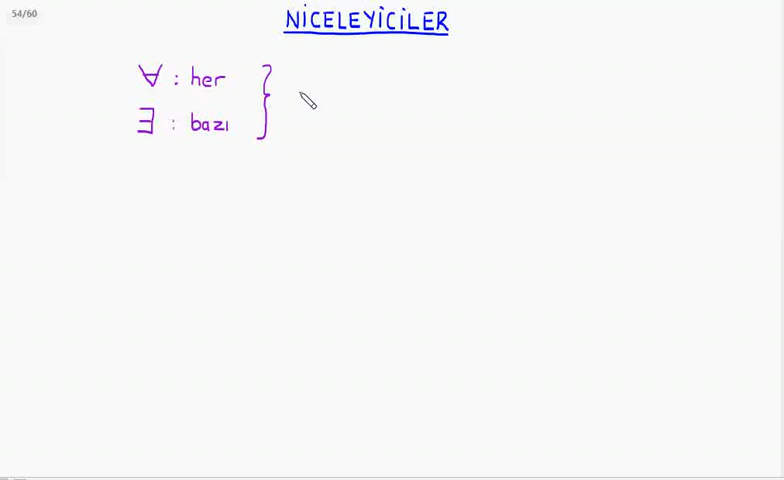 54/60
NİCELEYİCİLER
∀ : her
∃ : bazı